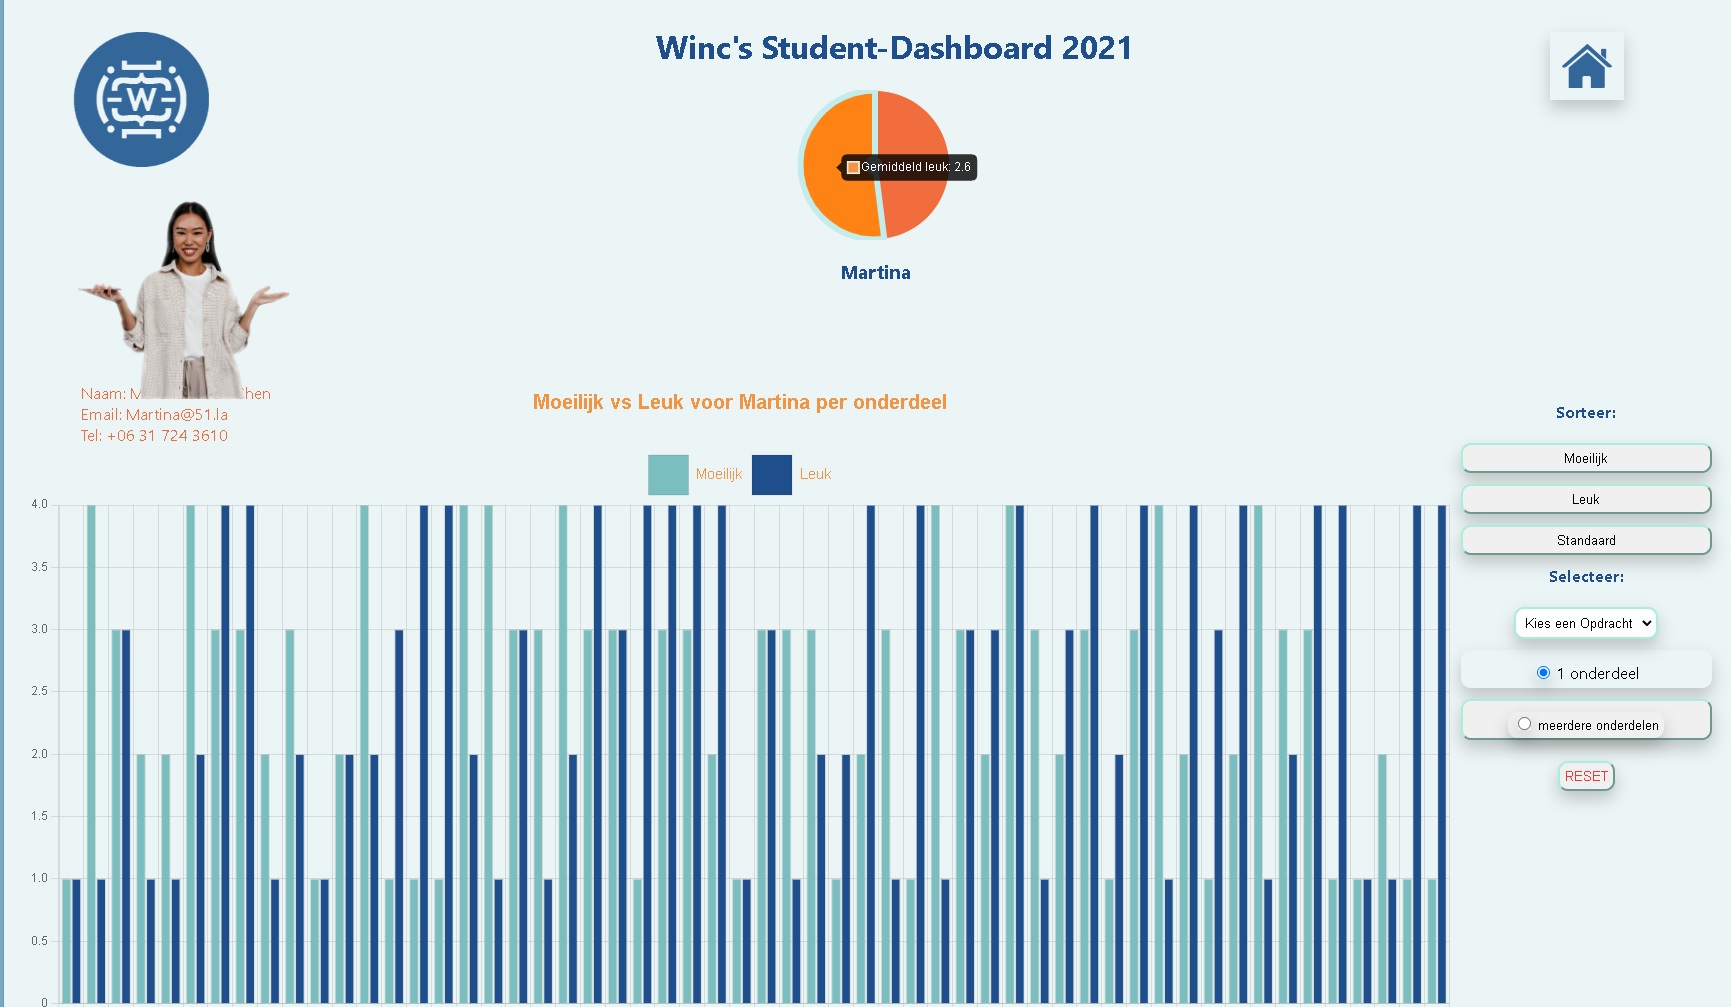 Winc's Student-Dashboard 2021
W
Gemiddeld leuk: 2.6
Martina
Naam: M hen
Email: Martina@51.la
Tel: +06 31 724 3610
Moeilijk vs Leuk voor Martina per onderdeel
Moeilijk Leuk
4.0
3.5
3.0
2.5
2.0
1.5
1.0
0.5
0
Sorteer:
Moeilijk
Leuk
Standaard
Selecteer:
Kies een Opdracht
1 onderdeel
meerdere onderdelen
RESET